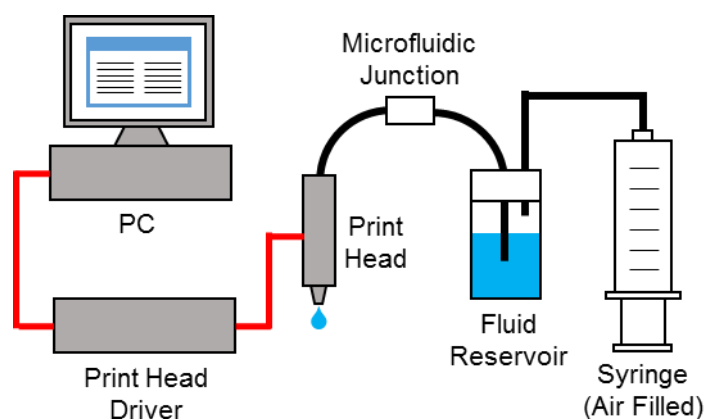 Microfluidic
Junction
PC
Print
Head
Fluid
Reservoir
Syringe
(Air Filled)
Print Head
Driver